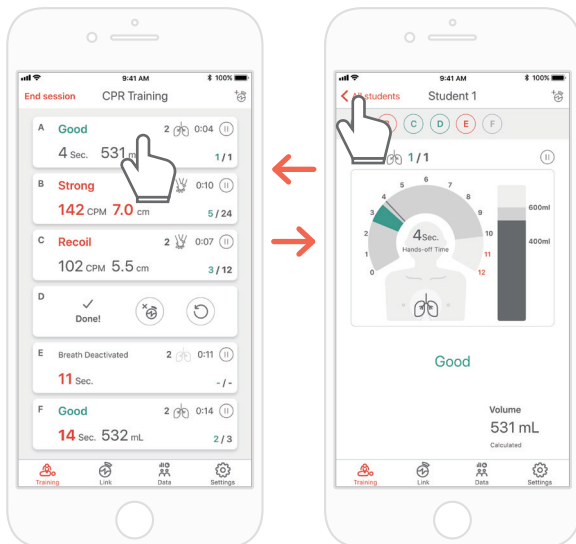 9:41 AM
100%
End session
CPR Training
A Good 2 0:04
4 Sec. 531 m
1/1
B Strong 0:10
142 CPM 7.0 cm
5/24
C Recoil 2 0:07
102 CPM 5.5 cm
3/12
D
Done!
E Breath Deactivated 2 0:11
11 Sec.
-/-
F Good 2 0:14
14 Sec. 532 mL
2/3
Training Link Data Settings
9:41 AM
100%
students
Student 1
C D E F
1/1
0 1 2 3 4 5 6 7 8 9 10 11 12
4Sec.
Hands-off Time
600ml
400ml
Good
Volume
531 mL
Calculated
Training Link Data Settings